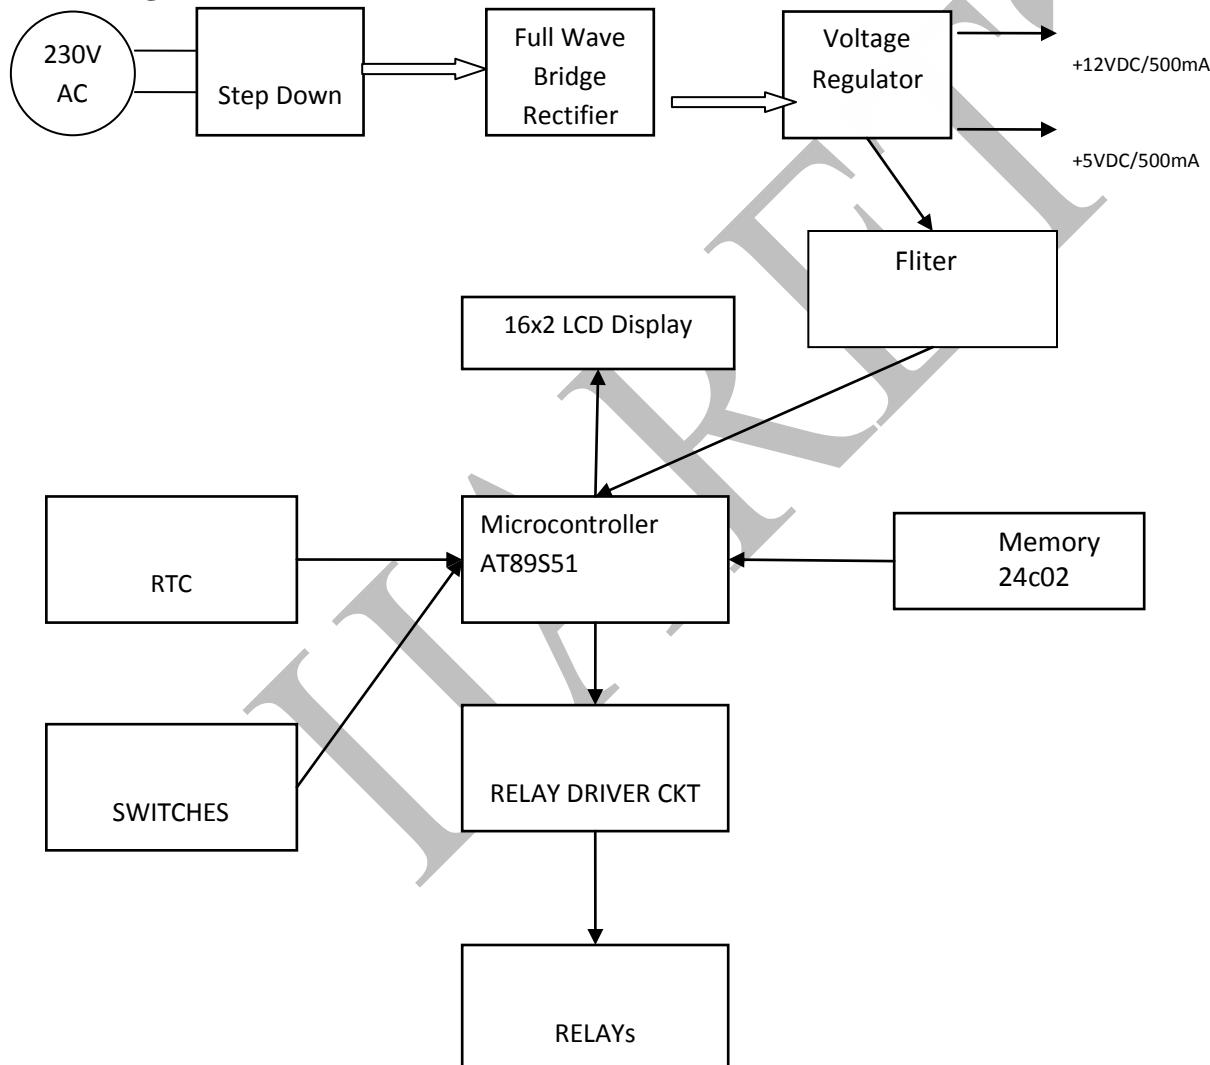 230V
AC
Step Down
Full Wave
Bridge
Rectifier
Voltage
Regulator
+12VDC/500mA
+5VDC/500mA
Fliter
16x2 LCD Display
Microcontroller
AT89S51
RTC
Memory
24c02
SWITCHES
RELAY DRIVER CKT
RELAYs